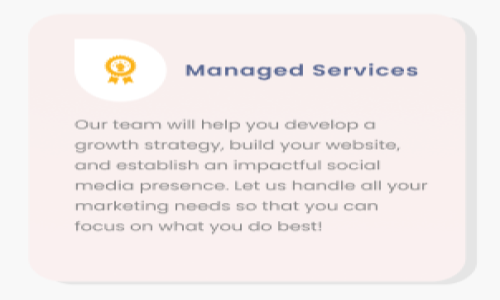 Managed Services
Our team will help you develop a
growth strategy, build your website,
and establish an impactful social
media presence. Let us handle all your
marketing needs so that you can
focus on what you do best!